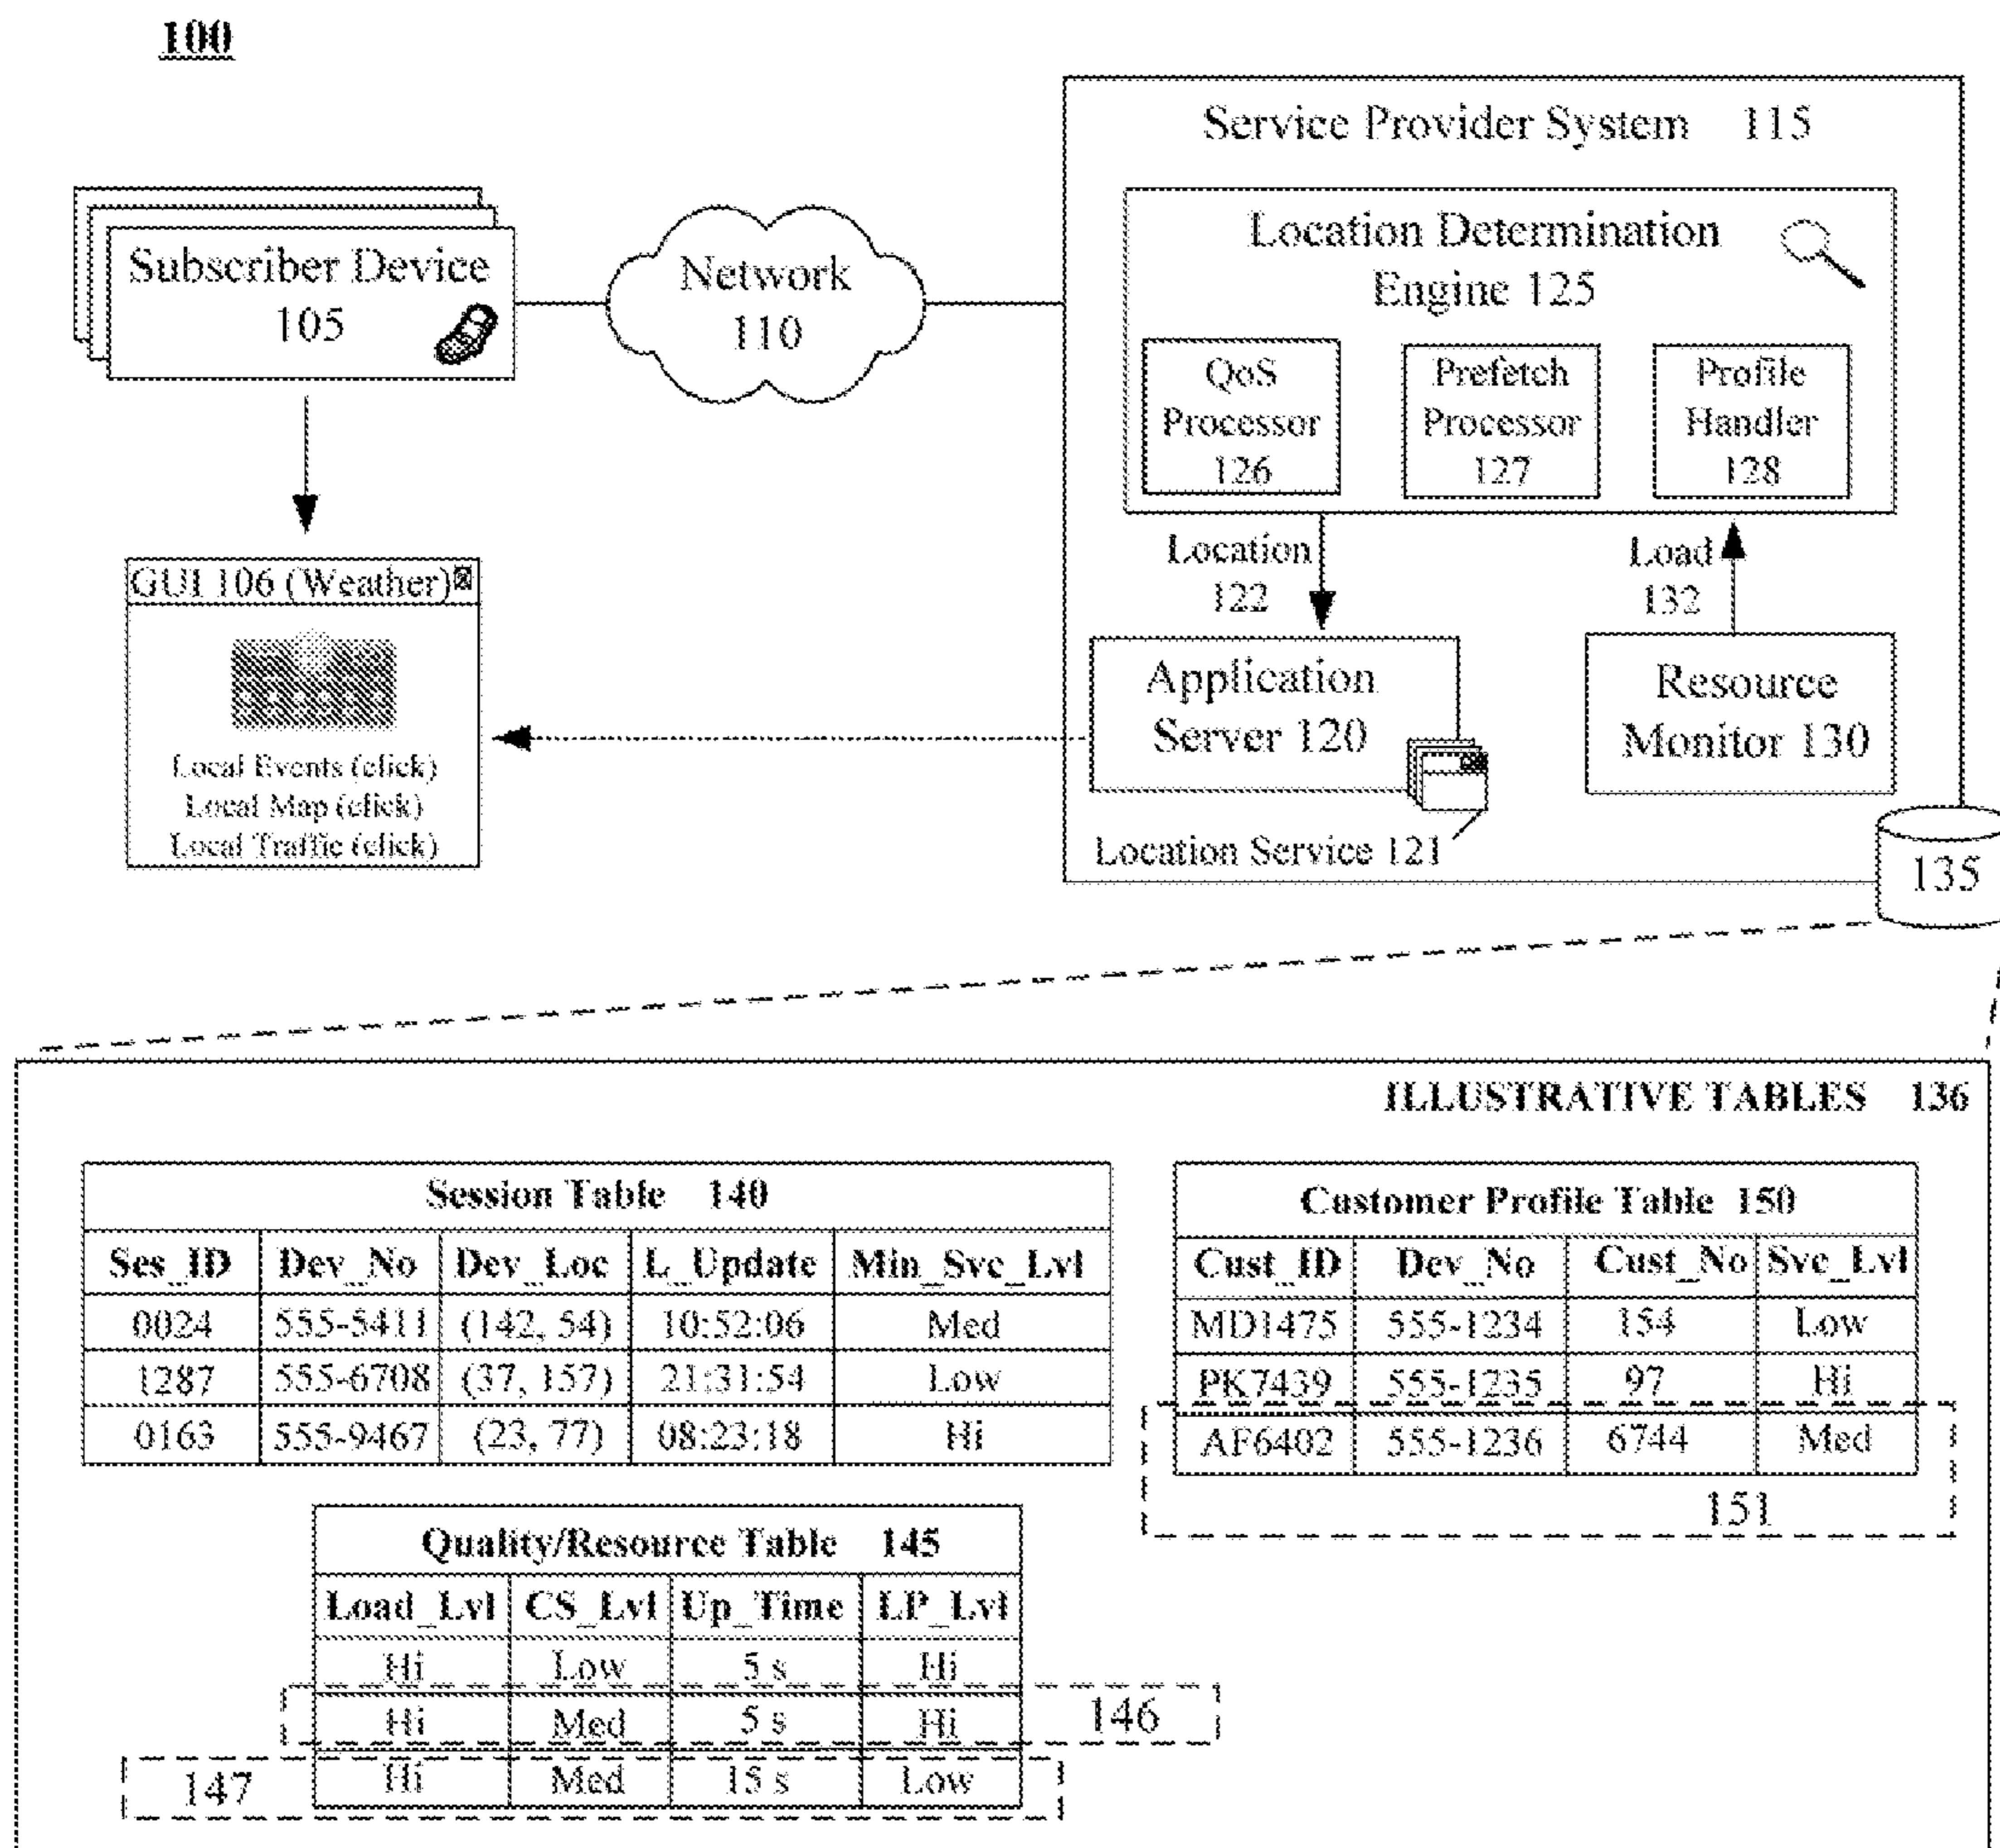 100
Service Provider System 115
Location Determination
Engine 125
Subscriber Device
105
Network
110
QoS
Processor
126
Prefetch
Processor
127
Profile
Handler
128
Location
122
Load
132
GUI 106 (Weather)
Local Events (click)
Local Map (click)
Local Traffic (click)
Application
Server 120
Resource
Monitor 130
Location Service 121
135
ILLUSTRATIVE TABLES 136
Session Table 140
Ses_ID Dev_No Dev_Loc L_Update Min_Svc_Lvl
0024 555-5411 (142, 54) 10:52:06 Med
1287 555-6708 (37, 157) 21:31:54 Low
0163 555-9467 (23, 77) 08:23:18 Hi
Customer Profile Table 150
Cust_ID Dev_No Cust_No Svc_Lvl
MD1475 555-1234 154 Low
PK7439 555-1235 97 Hi
AF6402 555-1236 6744 Med
151
Quality/Resource Table 145
Load_Lvl CS_Lvl Up_Time LP_Lvl
Hi Low 5 s Hi
Hi Med 5 s Hi
146
147
Hi Med 15 s Low